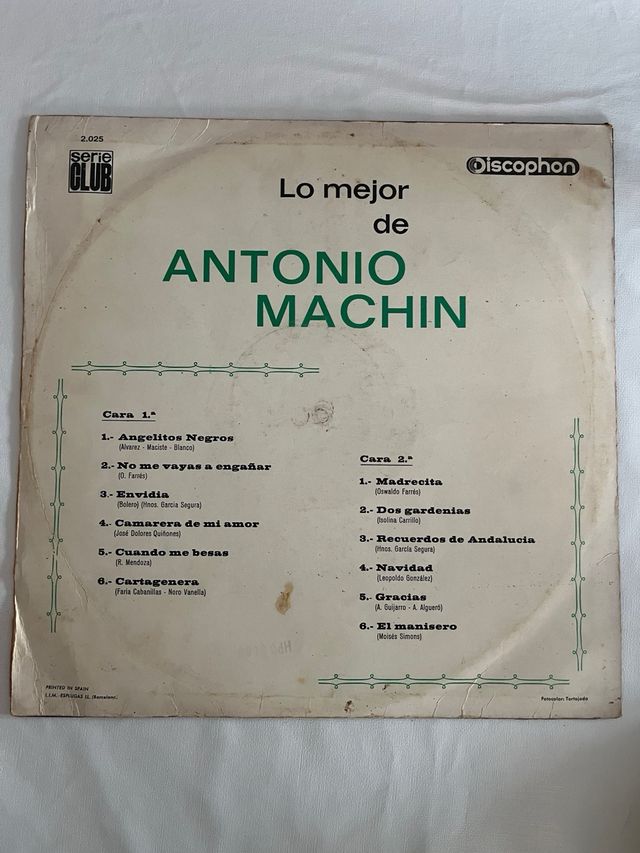 2.025
serie
CLUB
Discophon
Lo mejor
de
ANTONIO
MACHIN
Cara 1.ª
1.- Angelitos Negros
(Alvarez - Maciste - Blanco)
2.- No me vayas a engañar
(O. Farrés)
3.- Envidia
(Bolero) (Hnos. García Segura)
4.- Camarera de mi amor
(José Dolores Quiñones)
5.- Cuando me besas
(R. Mendoza)
6.- Cartagenera
(Faria Cabanillas - Noro Vanella)
Cara 2.ª
1.- Madrecita
(Oswaldo Farrés)
2.- Dos gardenias
(Isolina Carrillo)
3.- Recuerdos de Andalucia
(Hnos. García Segura)
4.- Navidad
(Leopoldo González)
5.- Gracias
(A. Guijarro - A. Algueró)
6.- El manisero
(Moisés Simons)
PRINTED IN SPAIN
I.I.M.-ESPLUGAS LL. (Barcelona).
Fotocolor: Tortajada